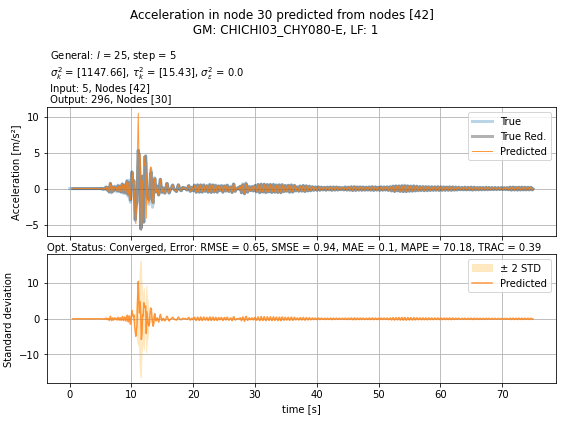 Acceleration in node 30 predicted from nodes [42]
GM: CHICHI03_CHY080-E, LF: 1
General: l = 25, step = 5
σ²ₖ = [1147.66], τ²ₖ = [15.43], σ²ε = 0.0
Input: 5, Nodes [42]
Output: 296, Nodes [30]
Acceleration [m/s²]
10
5
0
−5
True
True Red.
Predicted
Opt. Status: Converged, Error: RMSE = 0.65, SMSE = 0.94, MAE = 0.1, MAPE = 70.18, TRAC = 0.39
Standard deviation
10
0
−10
± 2 STD
Predicted
0 10 20 30 40 50 60 70
time [s]